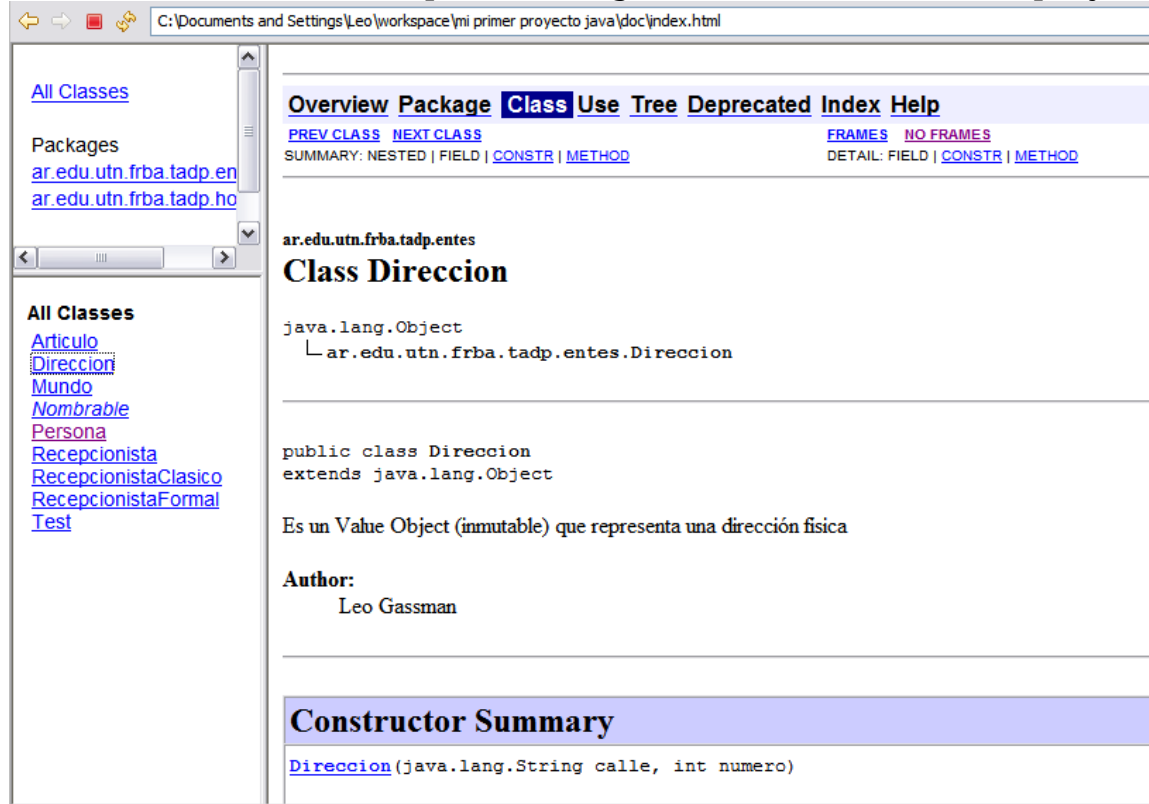 C:\Documents and Settings\Leo\workspace\mi primer proyecto java\doc\index.html
All Classes
Packages
ar.edu.utn.frba.tadp.en
ar.edu.utn.frba.tadp.ho
All Classes
Articulo
Direccion
Mundo
Nombrable
Persona
Recepcionista
RecepcionistaClasico
RecepcionistaFormal
Test
Overview Package Class Use Tree Deprecated Index Help
PREV CLASS NEXT CLASS FRAMES NO FRAMES
SUMMARY: NESTED | FIELD | CONSTR | METHOD DETAIL: FIELD | CONSTR | METHOD
ar.edu.utn.frba.tadp.entes
Class Direccion
java.lang.Object
ar.edu.utn.frba.tadp.entes.Direccion
public class Direccion
extends java.lang.Object
Es un Value Object (inmutable) que representa una dirección física
Author:
Leo Gassman
Constructor Summary
Direccion(java.lang.String calle, int numero)